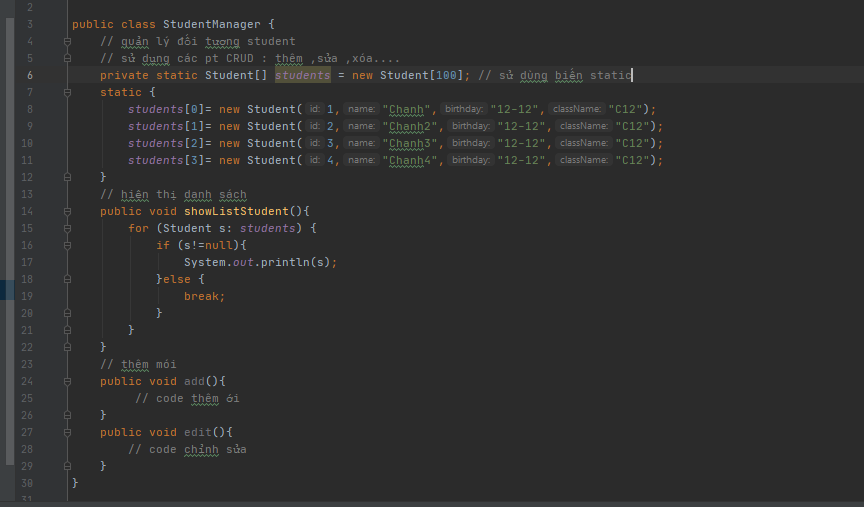 2
3 public class StudentManager {
4 // quản lý đối tượng student
5 // sử dụng các pt CRUD : thêm ,sửa ,xóa....
6 private static Student[] students = new Student[100]; // sử dủng biến static
7 static {
8 students[0]= new Student( id: 1, name: "Chanh", birthday: "12-12", className: "C12");
9 students[1]= new Student( id: 2, name: "Chanh2", birthday: "12-12", className: "C12");
10 students[2]= new Student( id: 3, name: "Chanh3", birthday: "12-12", className: "C12");
11 students[3]= new Student( id: 4, name: "Chanh4", birthday: "12-12", className: "C12");
12 }
13 // hiện thị danh sách
14 public void showListStudent(){
15 for (Student s: students) {
16 if (s!=null){
17 System.out.println(s);
18 }else {
19 break;
20 }
21 }
22 }
23 // thêm mói
24 public void add(){
25 // code thêm ới
26 }
27 public void edit(){
28 // code chỉnh sửa
29 }
30 }
31